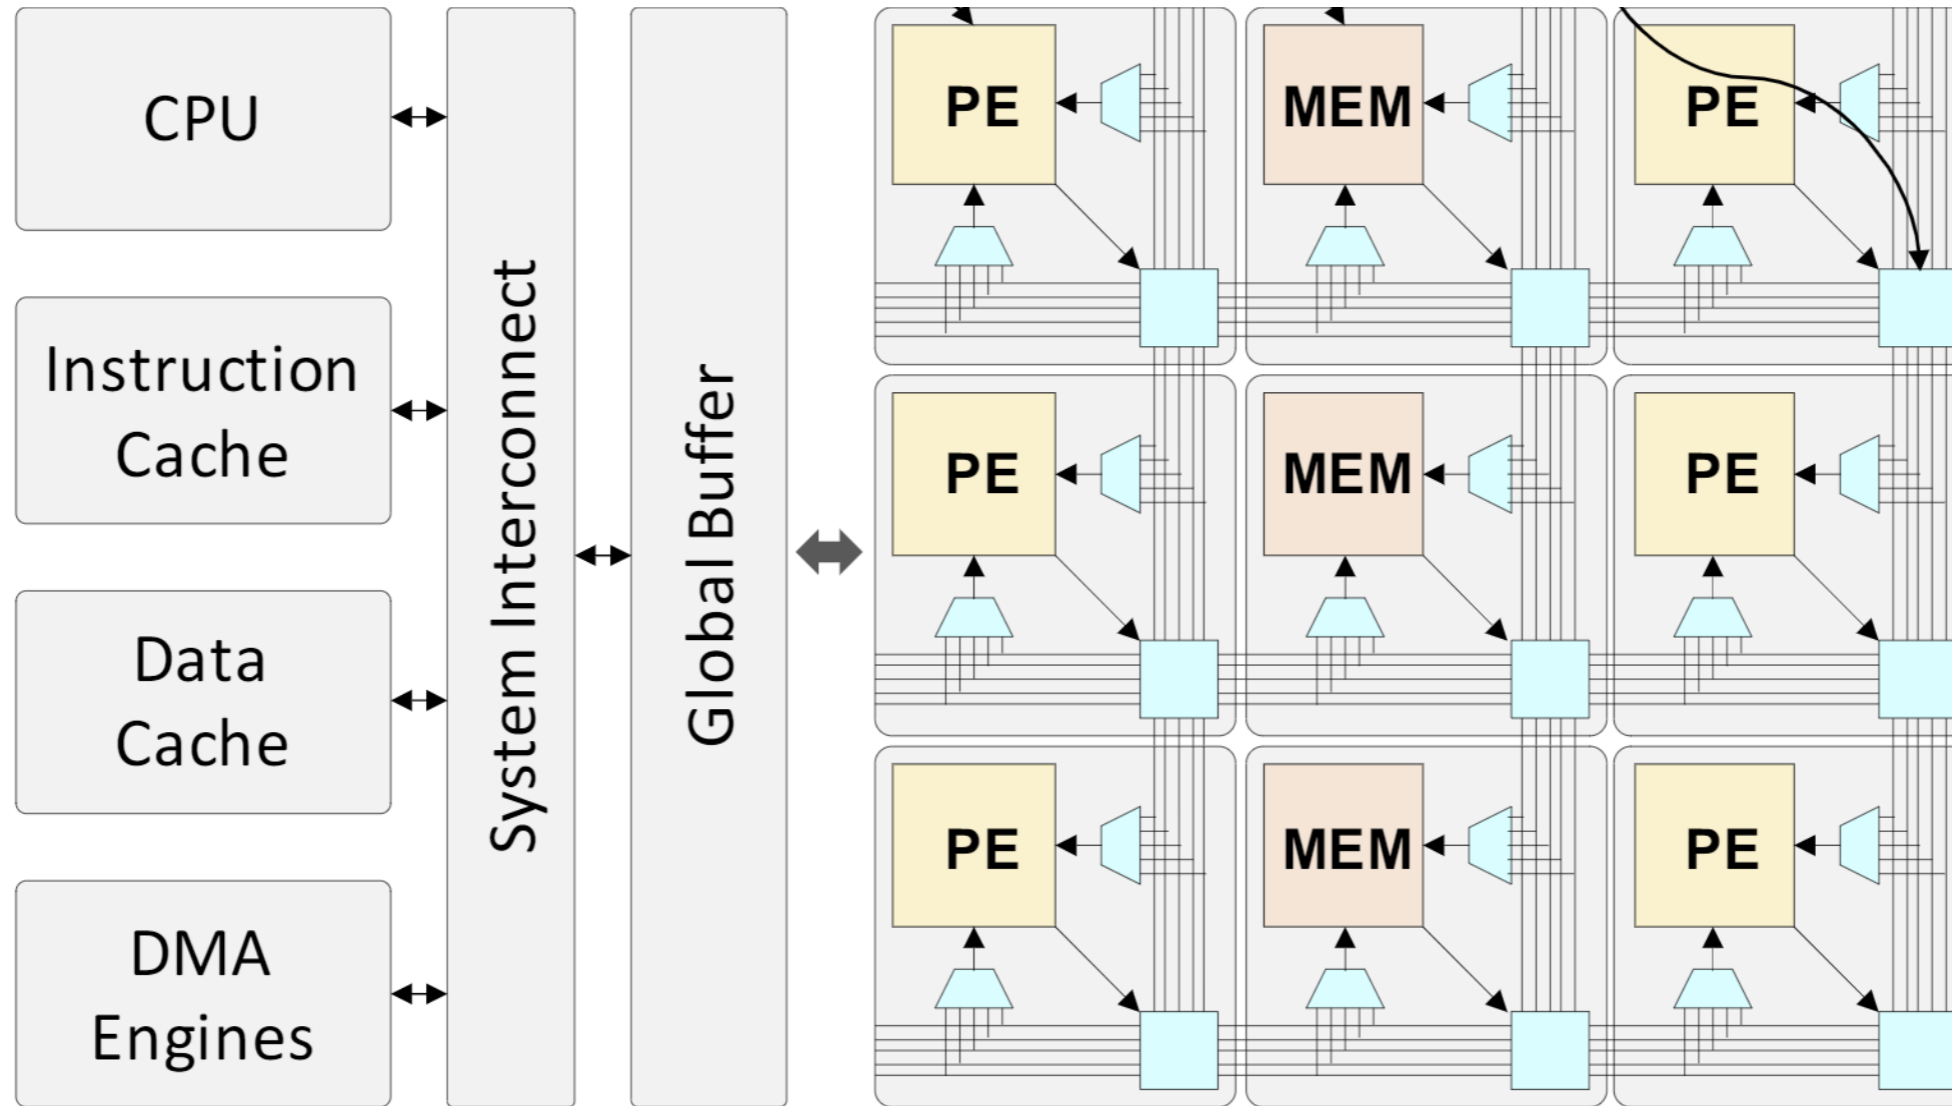 CPU
Instruction
Cache
Data
Cache
DMA
Engines
System Interconnect
Global Buffer
PE
MEM
PE
PE
MEM
PE
PE
MEM
PE